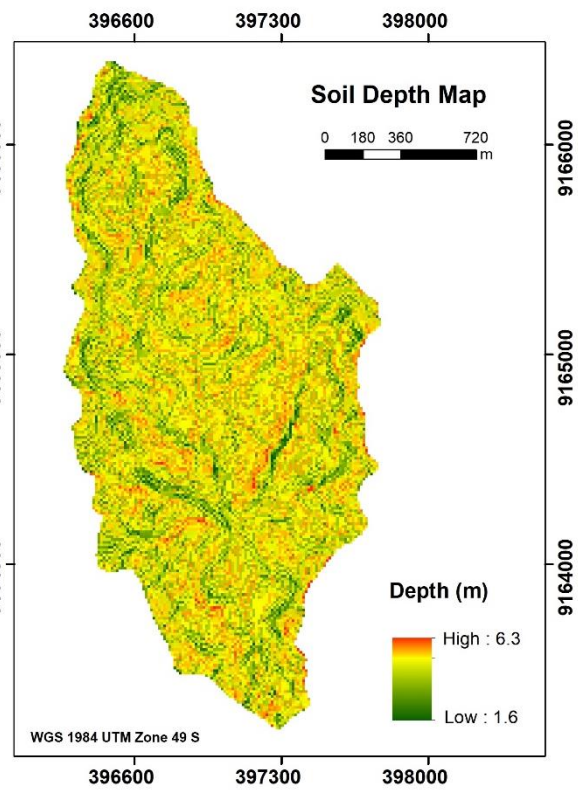 396600 397300 398000
Soil Depth Map
0 180 360 720
m
9166000
9165000
9164000
Depth (m)
High : 6.3
Low : 1.6
WGS 1984 UTM Zone 49 S
396600 397300 398000